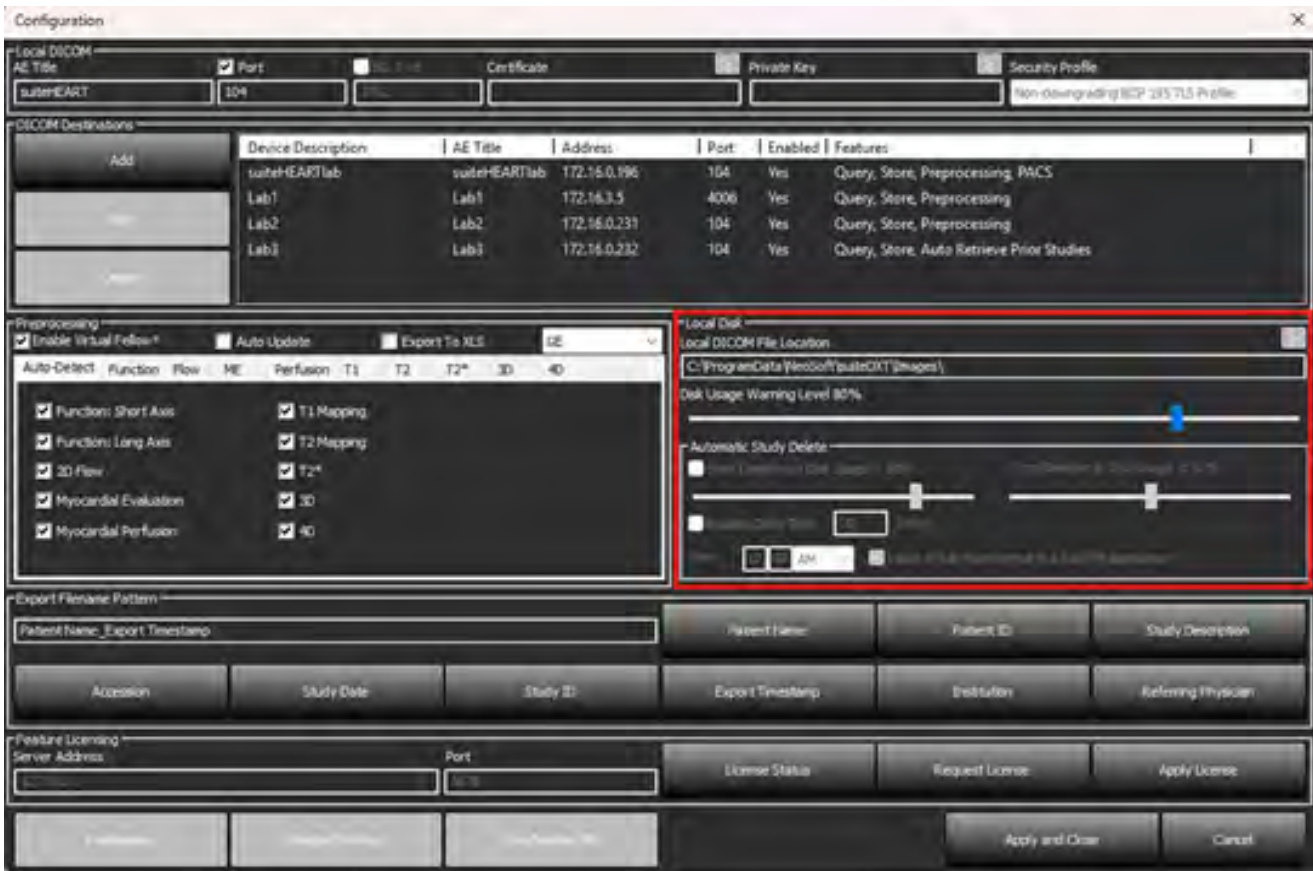 Configuration
Local DICOM
AE Title Port Certificate Private Key Security Profile
suiteHEART 104 Non-downgrading BCP 195 TLS Profile
DICOM Destinations
Add
Device Description AE Title Address Port Enabled Features
suiteHEARTlab suiteHEARTlab 172.16.0.196 104 Yes Query, Store, Preprocessing, PACS
Lab1 Lab1 172.16.3.5 4006 Yes Query, Store, Preprocessing
Lab2 Lab2 172.16.0.231 104 Yes Query, Store, Preprocessing
Lab3 Lab3 172.16.0.232 104 Yes Query, Store, Auto Retrieve Prior Studies
Preprocessing
Enable Virtual Fellow® Auto Update Export To XLS GE
Auto-Detect Function Flow ME Perfusion T1 T2 T2* 3D 4D
Function: Short Axis T1 Mapping
Function: Long Axis T2 Mapping
2D Flow T2*
Myocardial Evaluation 3D
Myocardial Perfusion 4D
Local Disk
Local DICOM File Location
C:\ProgramData\NeoSoft\suiteDXT\Images\
Disk Usage Warning Level 80%
Automatic Study Delete
AM
Export Filename Pattern
Patient Name_Export Timestamp Patient Name Patient ID Study Description
Accession Study Date Study ID Export Timestamp Institution Referring Physician
Feature Licensing
Server Address Port
License Status Request License Apply License
Apply and Close Cancel